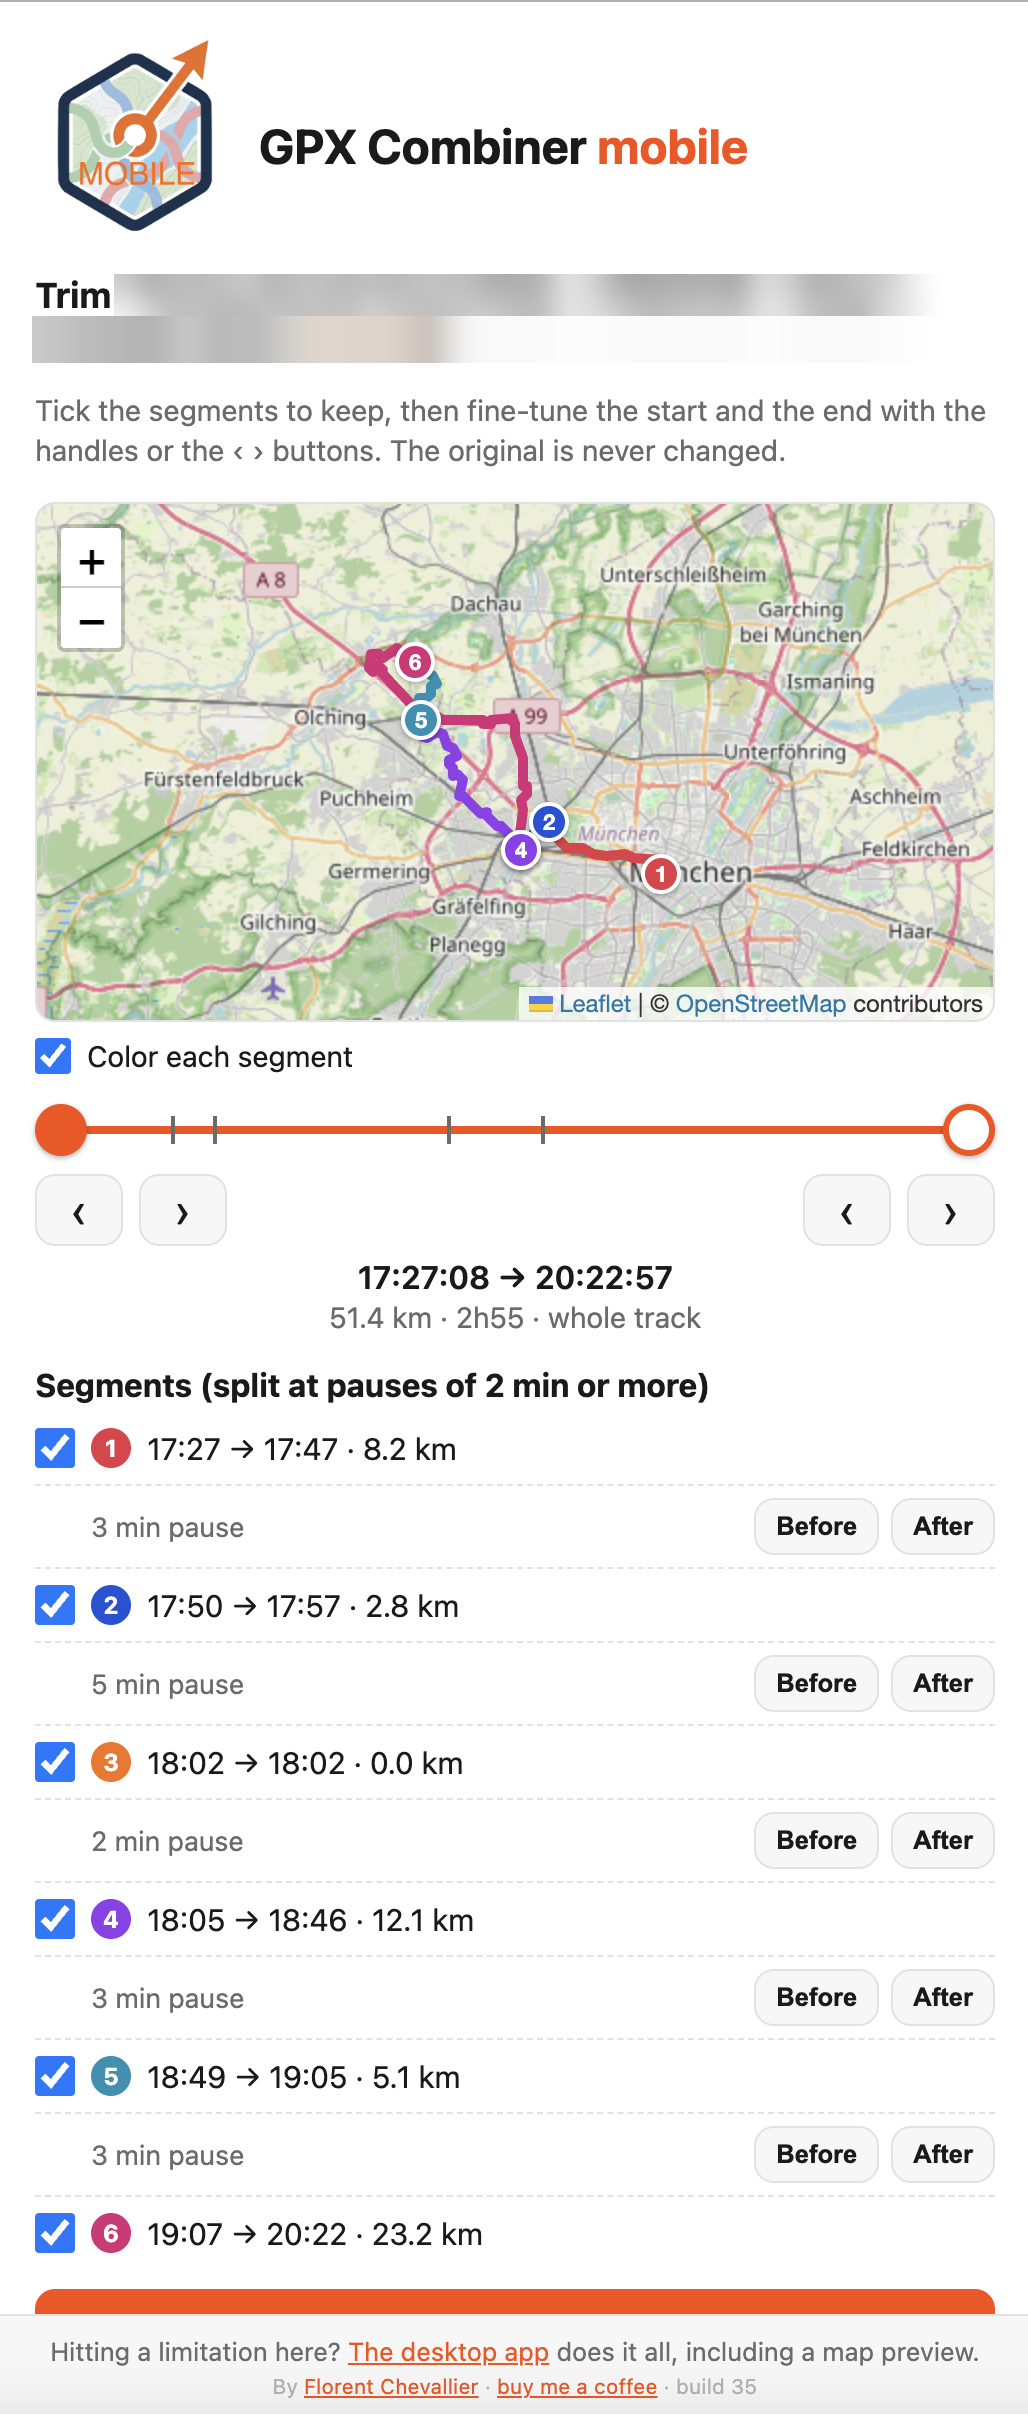 MOBILE
GPX Combiner mobile
Trim
Tick the segments to keep, then fine-tune the start and the end with the
handles or the ‹ › buttons. The original is never changed.
+
−
A 8
Unterschleißheim
Dachau
Garching
bei München
6
Ismaning
Olching
5
99
Unterföhring
Fürstenfeldbruck
Puchheim
Aschheim
2
München
4
Feldkirchen
Germering
1
nchen
Gräfelfing
Gilching
Haar
Planegg
Leaflet | © OpenStreetMap contributors
Color each segment
‹ › ‹ ›
17:27:08 → 20:22:57
51.4 km · 2h55 · whole track
Segments (split at pauses of 2 min or more)
1 17:27 → 17:47 · 8.2 km
3 min pause Before After
2 17:50 → 17:57 · 2.8 km
5 min pause Before After
3 18:02 → 18:02 · 0.0 km
2 min pause Before After
4 18:05 → 18:46 · 12.1 km
3 min pause Before After
5 18:49 → 19:05 · 5.1 km
3 min pause Before After
6 19:07 → 20:22 · 23.2 km
Hitting a limitation here? The desktop app does it all, including a map preview.
By Florent Chevallier · buy me a coffee · build 35